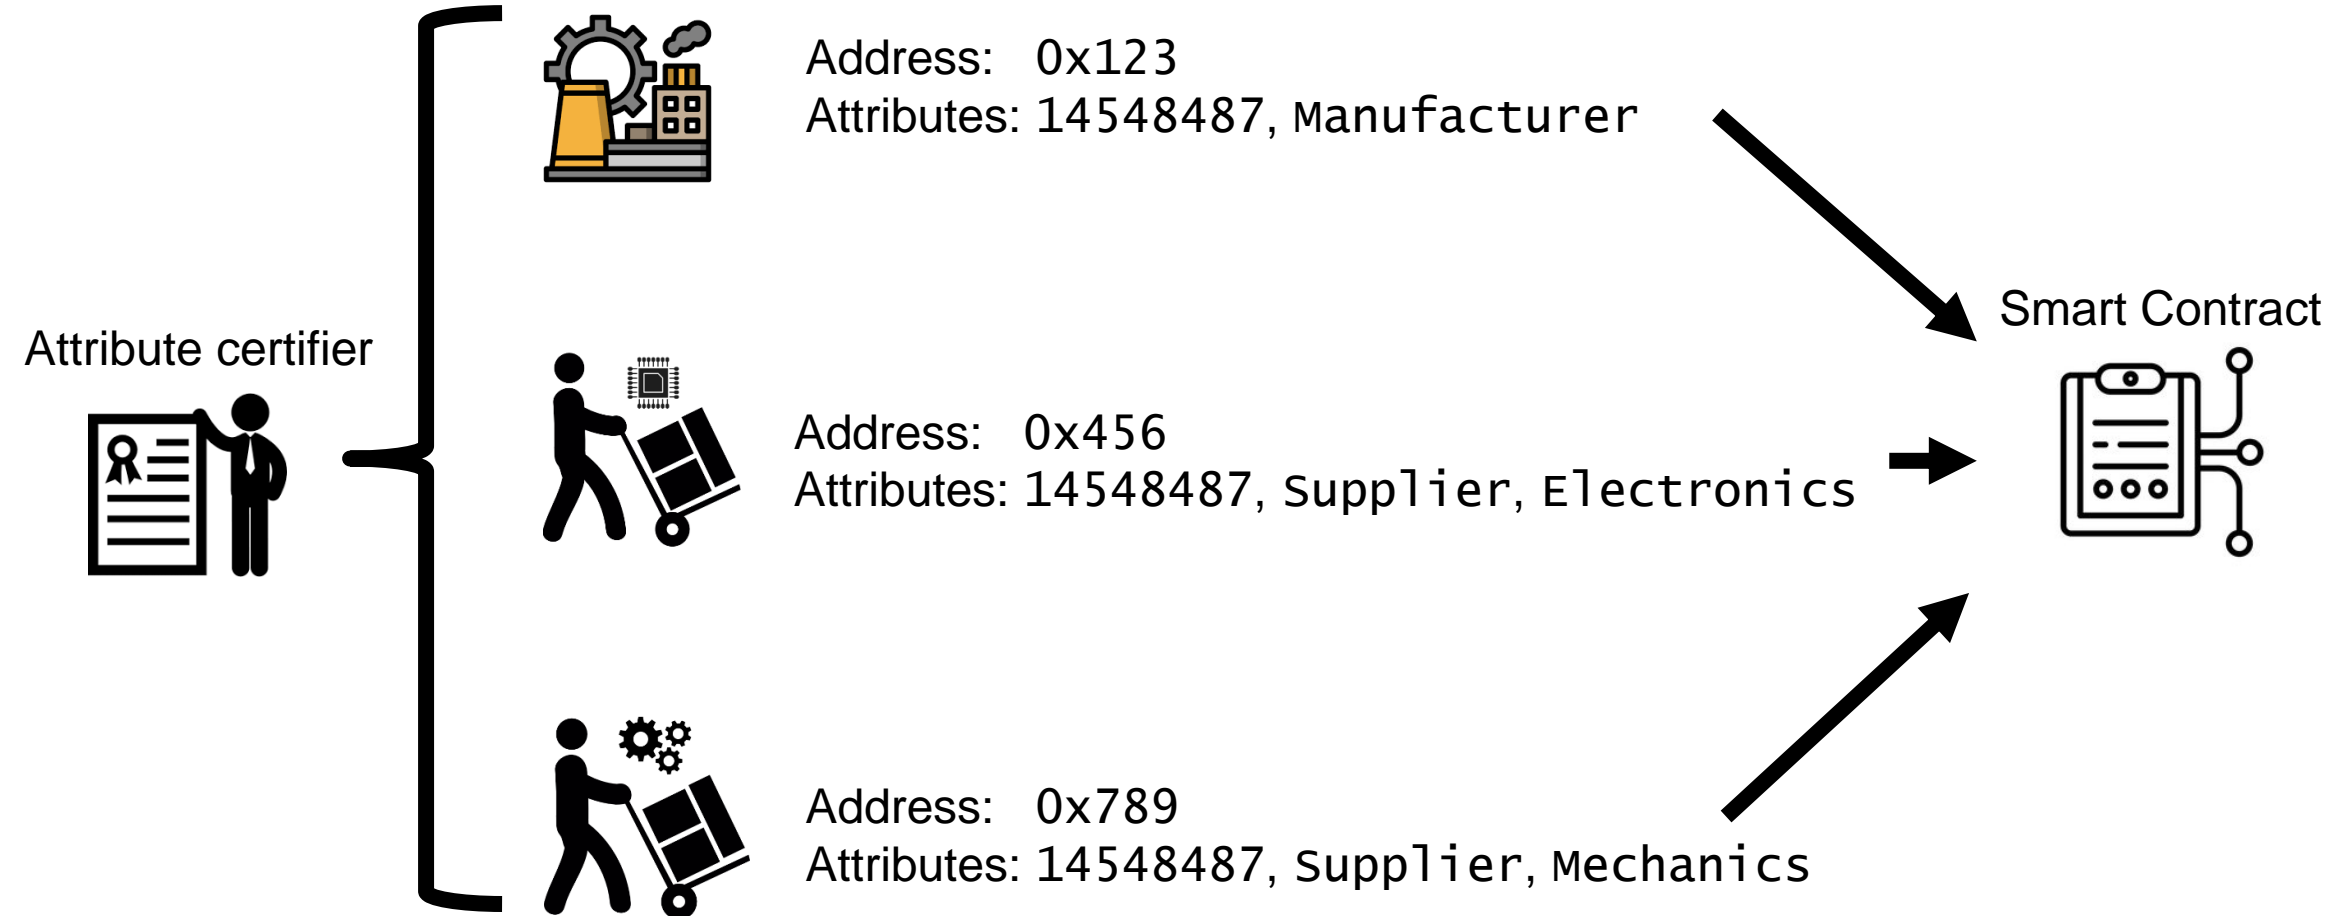 Attribute certifier
Address: 0x123
Attributes: 14548487, Manufacturer
Address: 0x456
Attributes: 14548487, Supplier, Electronics
Address: 0x789
Attributes: 14548487, Supplier, Mechanics
Smart Contract